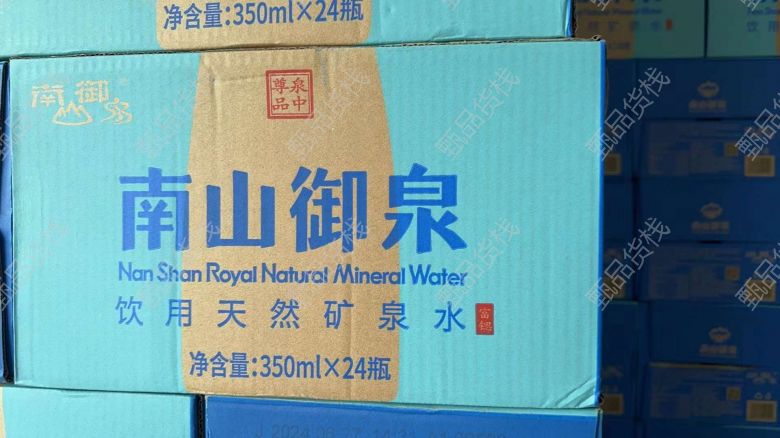 净含量:350ml×24瓶
南御泉
尊泉
品中
南山御泉
Nan Shan Royal Natural Mineral Water
饮用天然矿泉水
富锶
净含量:350ml×24瓶
甄品货栈